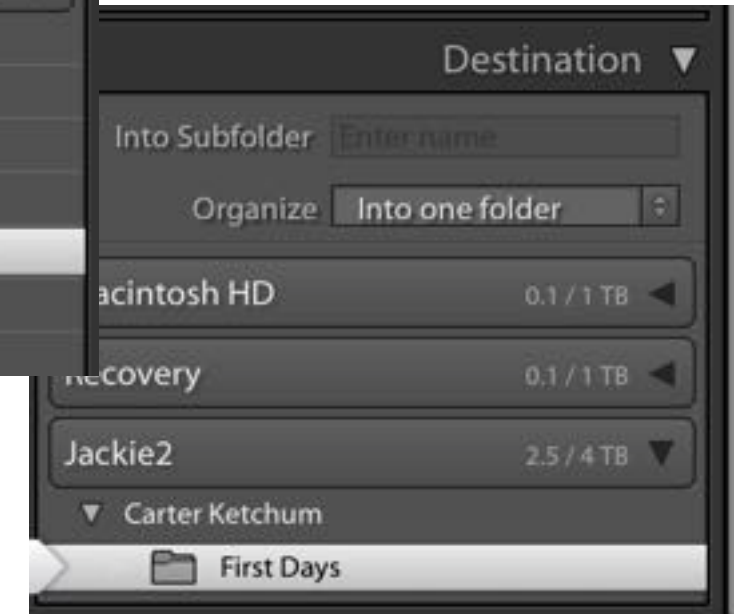 Destination
Into Subfolder Enter name
Organize Into one folder
acintosh HD 0.1 / 1 TB
ecovery 0.1 / 1 TB
Jackie2 2.5 / 4 TB
Carter Ketchum
First Days